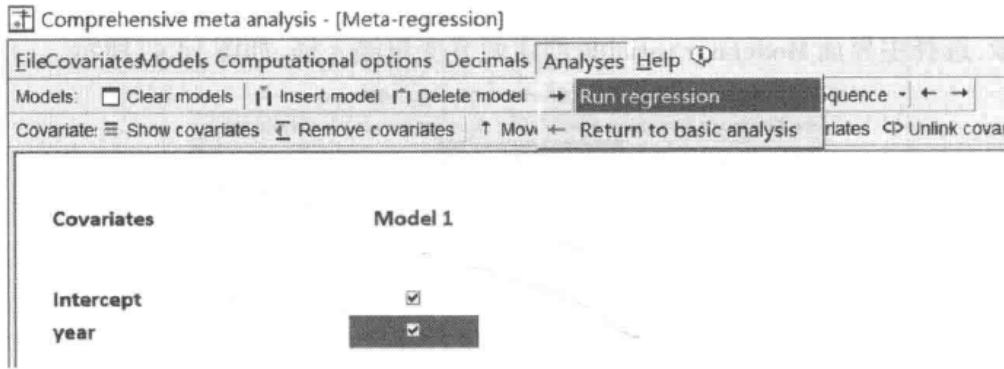 Comprehensive meta analysis - [Meta-regression]
FileCovariatesModels Computational options Decimals Analyses Help
Models: Clear models Insert model Delete model Run regression quence
Covariate: Show covariates Remove covariates Mov Return to basic analysis riates Unlink covar
Covariates Model 1
Intercept
year